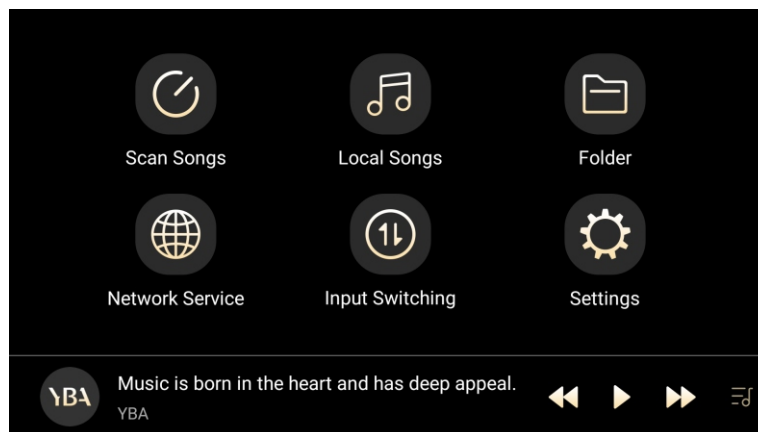 Scan Songs
Local Songs
Folder
Network Service
Input Switching
Settings
YBA
Music is born in the heart and has deep appeal.
YBA